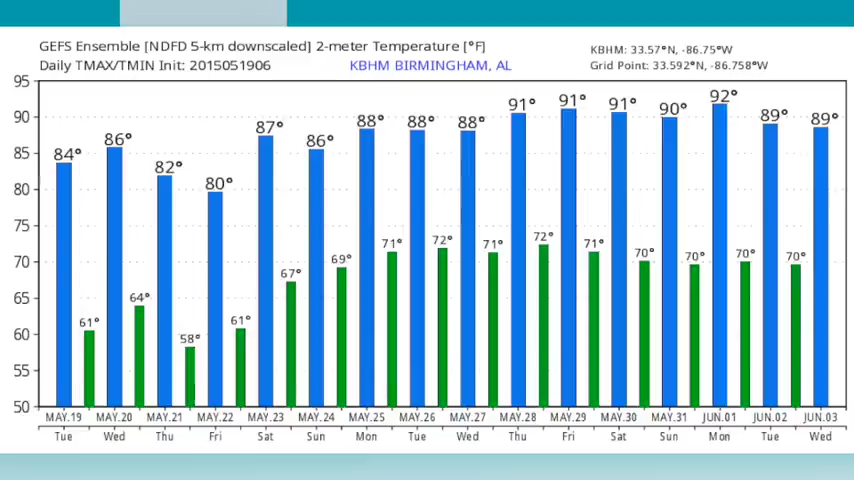 GEFS Ensemble [NDFD 5-km downscaled] 2-meter Temperature [°F]
KBHM: 33.57°N, -86.75°W
Daily TMAX/TMIN Init: 2015051906
KBHM BIRMINGHAM, AL
Grid Point: 33.592°N, -86.758°W
95
90
85
80
75
70
65
60
55
50
84° 86° 82° 80° 87° 86° 88° 88° 88° 91° 91° 91° 90° 92° 89° 89°
61° 64° 58° 61° 67° 69° 71° 72° 71° 72° 71° 70° 70° 70° 70°
MAY.19 MAY.20 MAY.21 MAY.22 MAY.23 MAY.24 MAY.25 MAY.26 MAY.27 MAY.28 MAY.29 MAY.30 MAY.31 JUN.01 JUN.02 JUN.03
Tue Wed Thu Fri Sat Sun Mon Tue Wed Thu Fri Sat Sun Mon Tue Wed